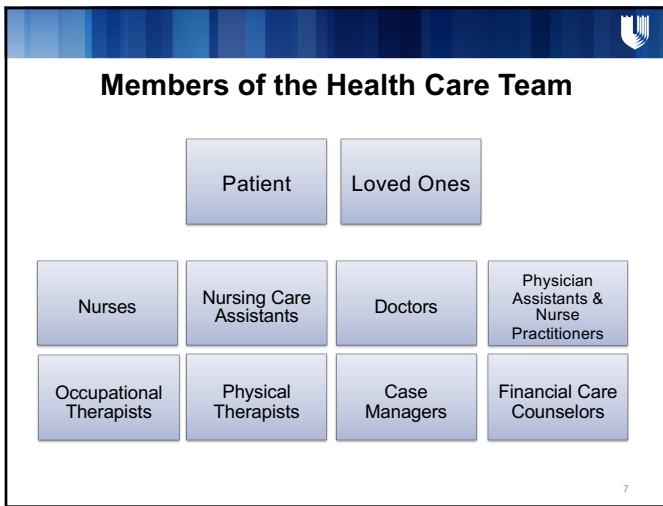 Members of the Health Care Team
Patient
Loved Ones
Nurses
Nursing Care
Assistants
Doctors
Physician
Assistants &
Nurse
Practitioners
Occupational
Therapists
Physical
Therapists
Case
Managers
Financial Care
Counselors
7